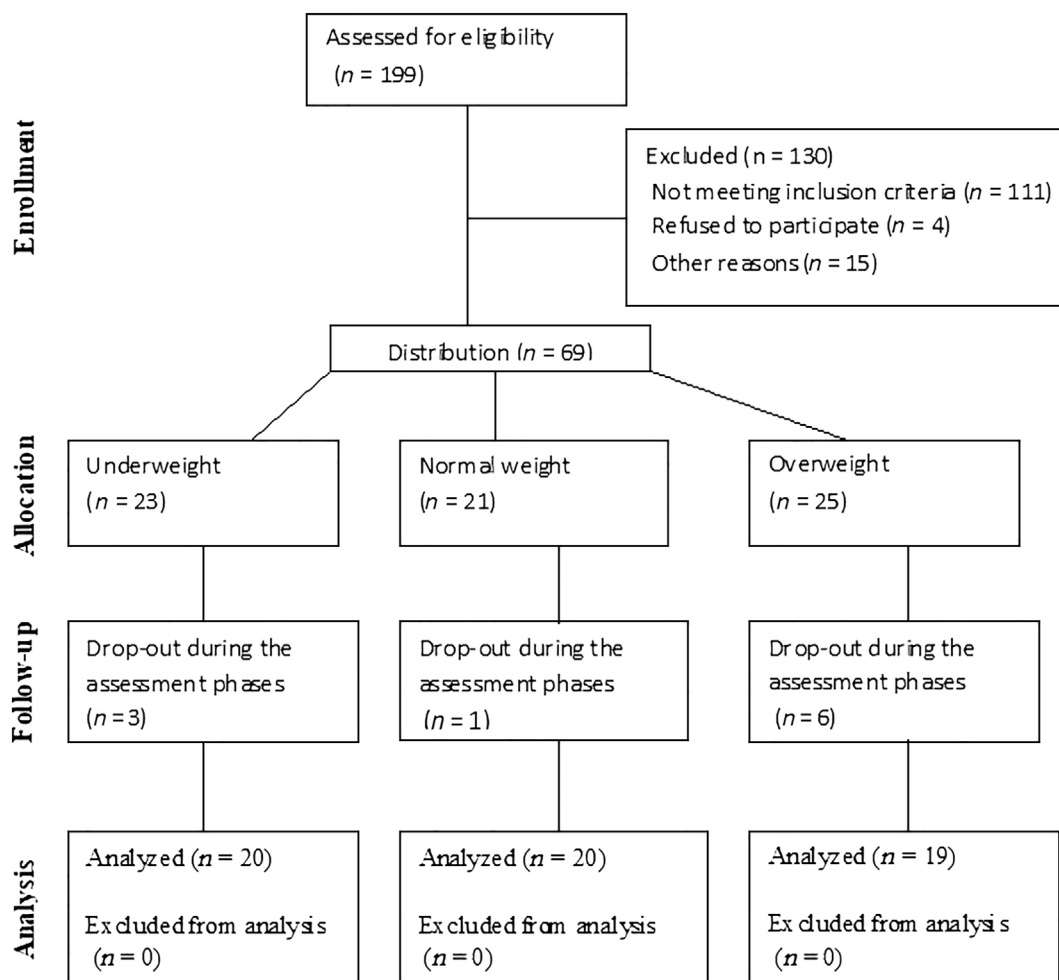 Assessed for eligibility
(n = 199)
Enrollment
Excluded (n = 130)
Not meeting inclusion criteria (n = 111)
Refused to participate (n = 4)
Other reasons (n = 15)
Distribution (n = 69)
Allocation
Underweight
(n = 23)
Normal weight
(n = 21)
Overweight
(n = 25)
Follow-up
Drop-out during the
assessment phases
(n = 3)
Drop-out during the
assessment phases
(n = 1)
Drop-out during the
assessment phases
(n = 6)
Analysis
Analyzed (n = 20)
Excluded from analysis
(n = 0)
Analyzed (n = 20)
Excluded from analysis
(n = 0)
Analyzed (n = 19)
Excluded from analysis
(n = 0)